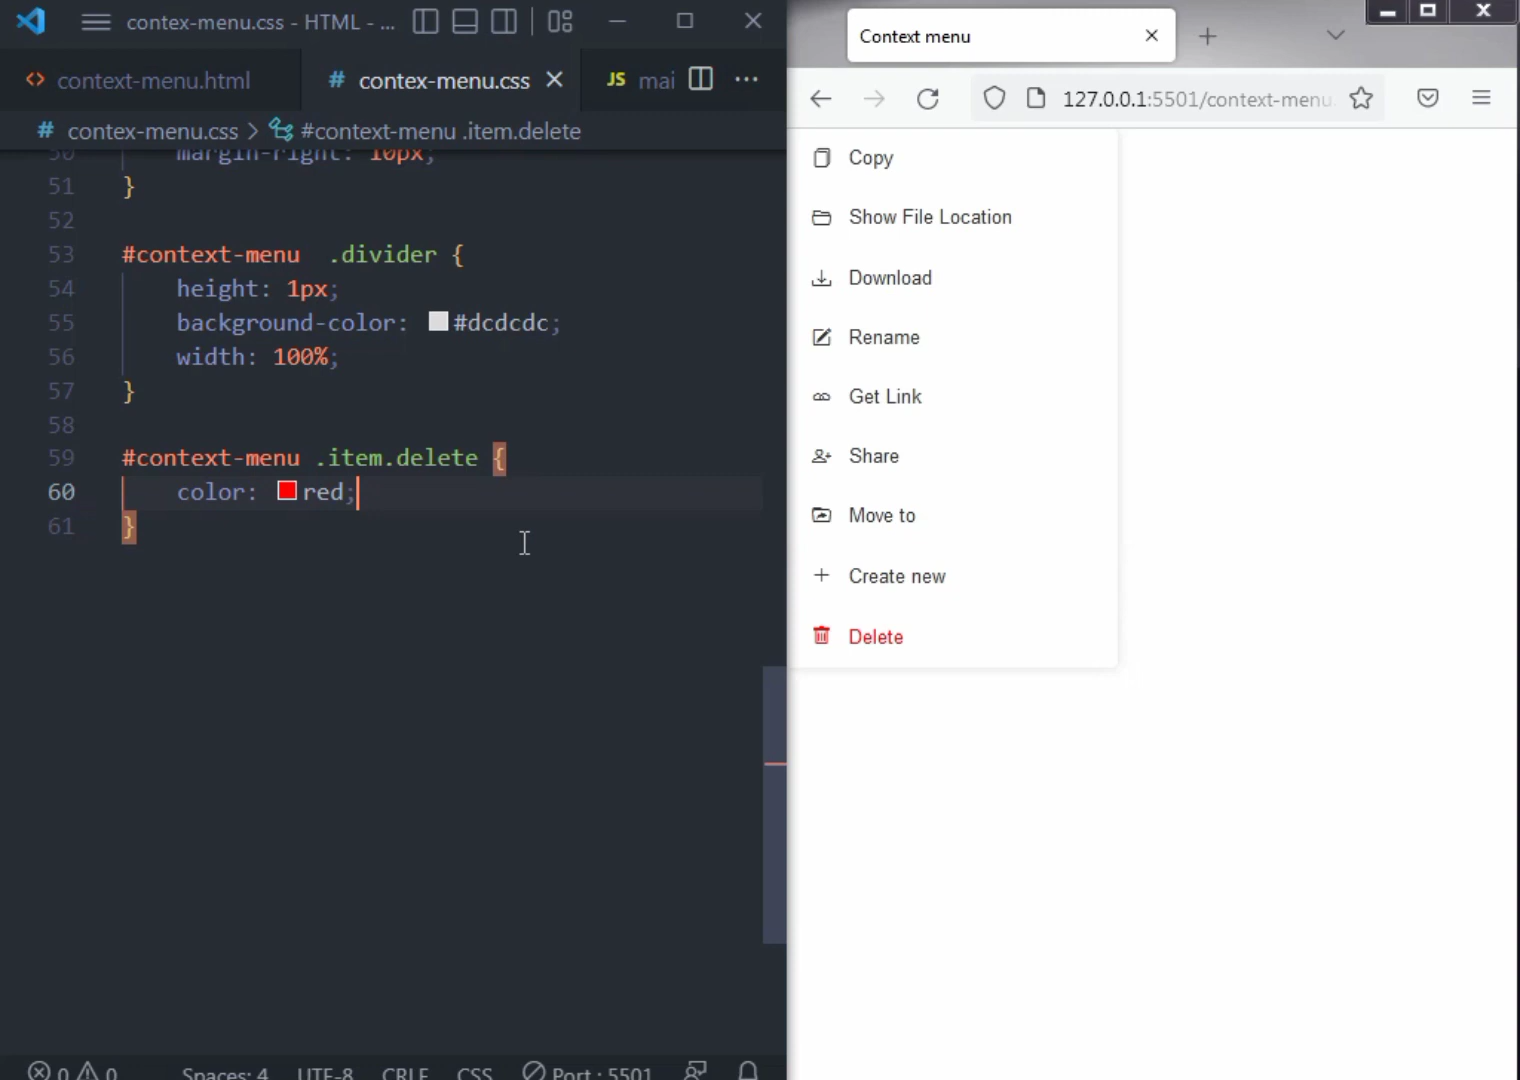 contex-menu.css - HTML - ...
context-menu.html
# contex-menu.css
JS mai
# contex-menu.css > #context-menu .item.delete
50 margin-right: 10px;
51 }
52
53 #context-menu  .divider {
54 height: 1px;
55 background-color: #dcdcdc;
56 width: 100%;
57 }
58
59 #context-menu .item.delete {
60 color: red;
61 }
0 0 Spaces: 4 UTF-8 CRLF CSS Port : 5501
Context menu
127.0.0.1:5501/context-menu.
Copy
Show File Location
Download
Rename
Get Link
Share
Move to
Create new
Delete